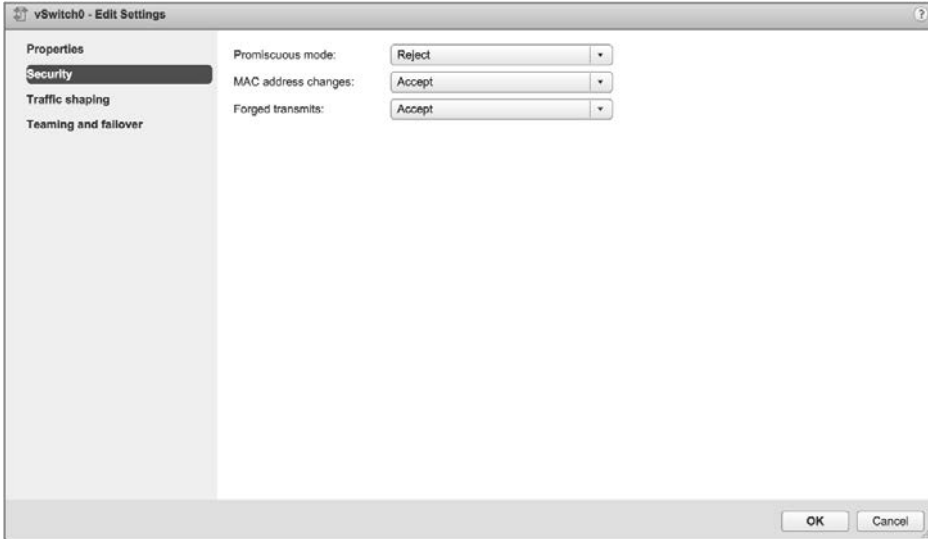 vSwitch0 - Edit Settings
?
Properties
Security
Traffic shaping
Teaming and failover
Promiscuous mode: Reject
MAC address changes: Accept
Forged transmits: Accept
OK Cancel